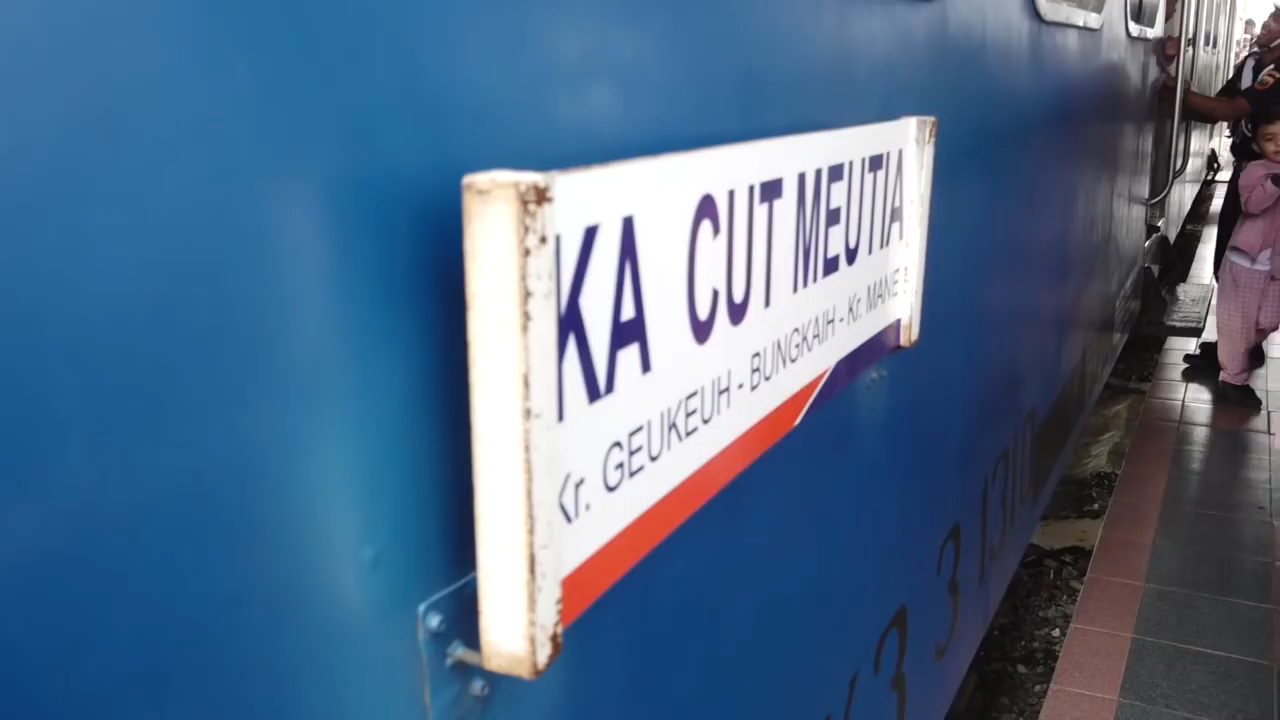 KA CUT MEUTIA
Kr. GEUKEUH - BUNGKAIH - Kr. MANE